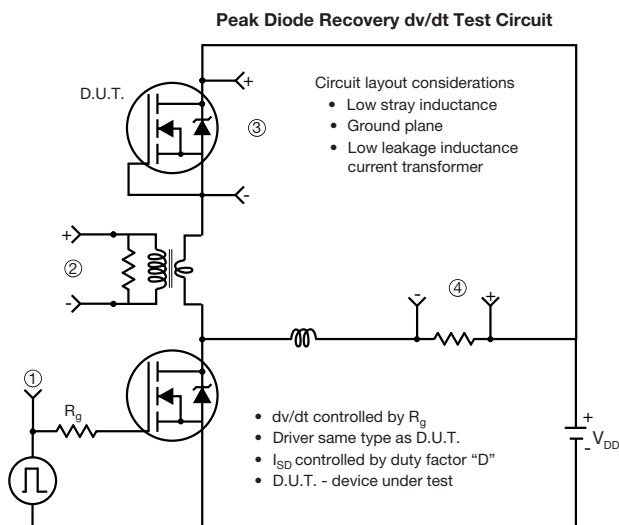 Peak Diode Recovery dv/dt Test Circuit
D.U.T.
+
③
-
Circuit layout considerations
• Low stray inductance
• Ground plane
• Low leakage inductance
current transformer
+
②
-
-
④
+
①
Rg
• dv/dt controlled by Rg
• Driver same type as D.U.T.
• ISD controlled by duty factor “D”
• D.U.T. - device under test
+
-
VDD